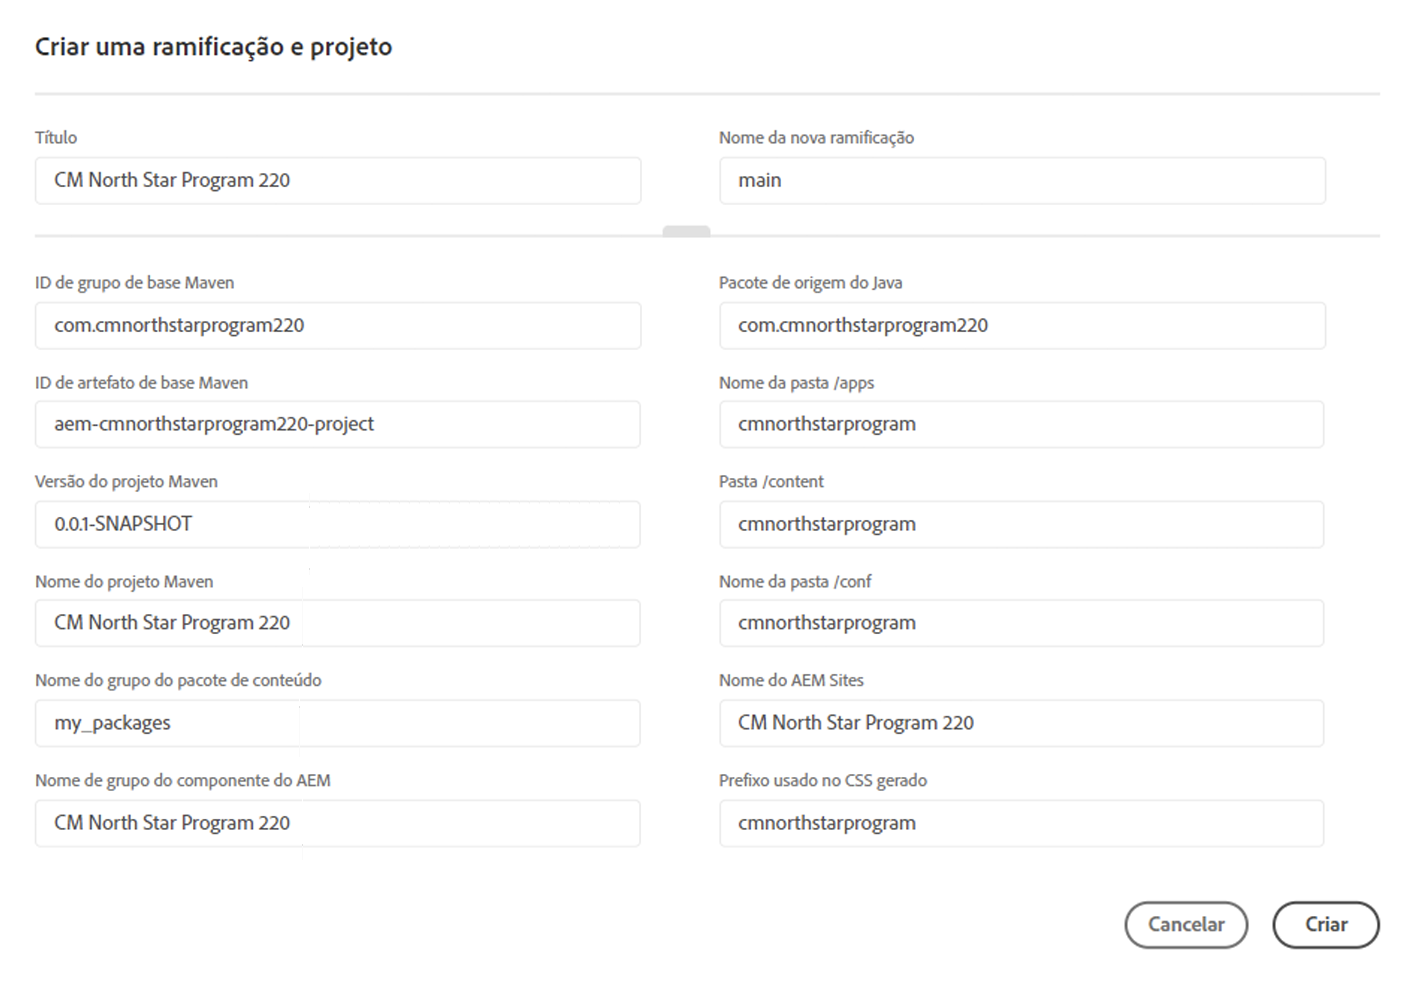 Criar uma ramificação e projeto
Título
Nome da nova ramificação
CM North Star Program 220
main
ID de grupo de base Maven
Pacote de origem do Java
com.cmnorthstarprogram220
com.cmnorthstarprogram220
ID de artefato de base Maven
Nome da pasta /apps
aem-cmnorthstarprogram220-project
cmnorthstarprogram
Versão do projeto Maven
Pasta /content
0.0.1-SNAPSHOT
cmnorthstarprogram
Nome do projeto Maven
Nome da pasta /conf
CM North Star Program 220
cmnorthstarprogram
Nome do grupo do pacote de conteúdo
Nome do AEM Sites
my_packages
CM North Star Program 220
Nome de grupo do componente do AEM
Prefixo usado no CSS gerado
CM North Star Program 220
cmnorthstarprogram
Cancelar
Criar